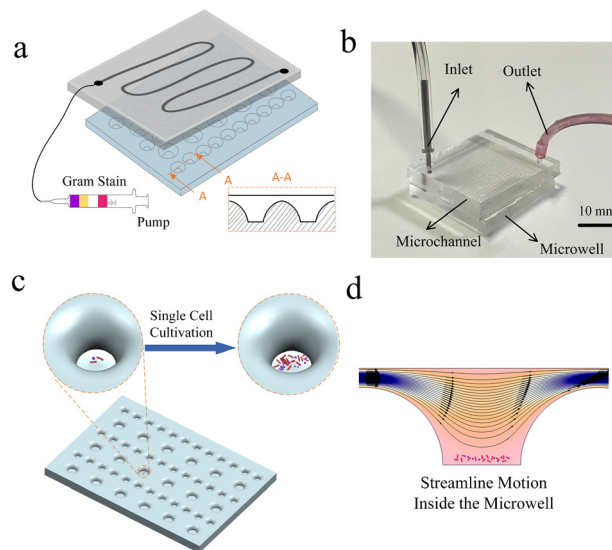 a
A
A
A-A
Gram Stain
Pump
b
Inlet
Outlet
Microchannel
Microwell
10 mm
c
Single Cell
Cultivation
d
Streamline Motion
Inside the Microwell